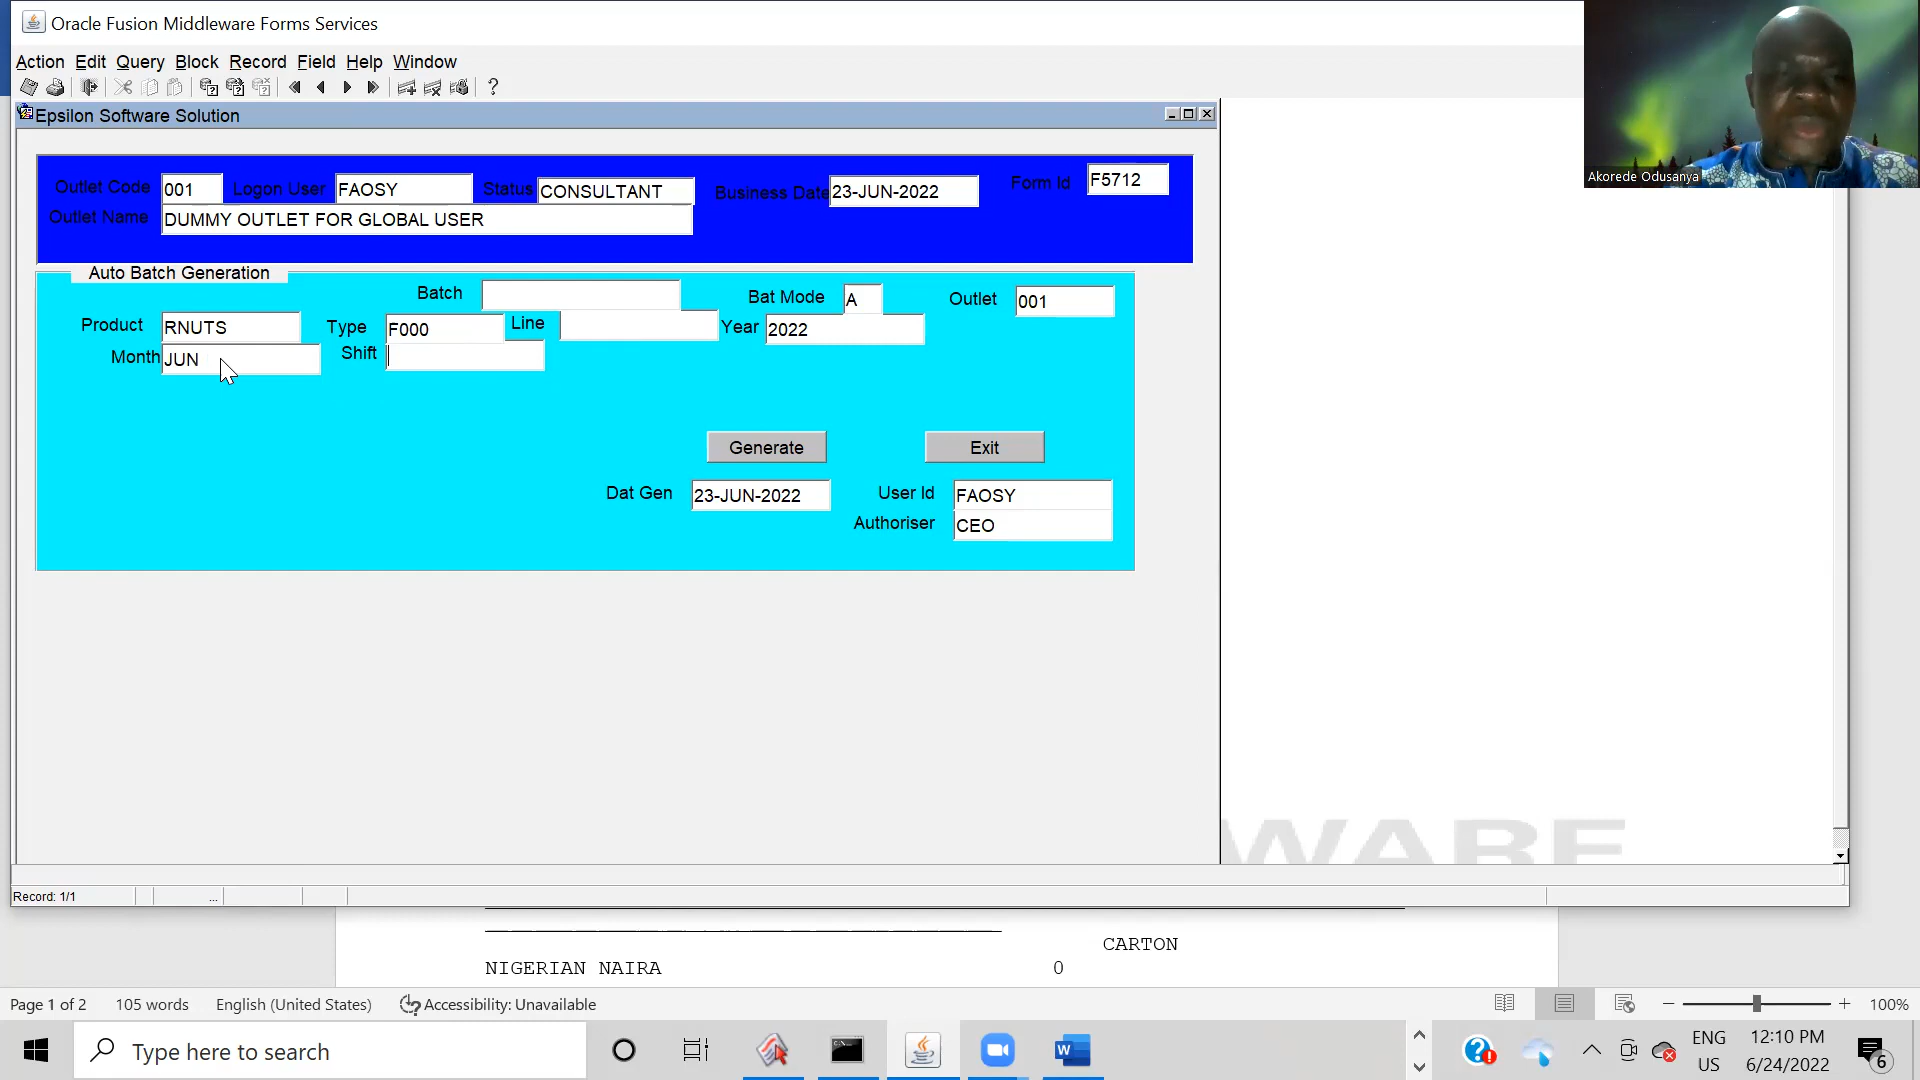 Oracle Fusion Middleware Forms Services
Action Edit Query Block Record Field Help Window
Epsilon Software Solution
Outlet Code 001 Logon User FAOSY Status CONSULTANT Business Date 23-JUN-2022 Form Id F5712
Outlet Name DUMMY OUTLET FOR GLOBAL USER
Auto Batch Generation
Batch Bat Mode A Outlet 001
Product RNUTS Type F000 Line Year 2022
Month JUN Shift
Generate Exit
Dat Gen 23-JUN-2022 User Id FAOSY
Authoriser CEO
Akorede Odusanya
WARE
Record: 1/1 ...
CARTON
NIGERIAN NAIRA 0
Page 1 of 2 105 words English (United States) Accessibility: Unavailable 100%
Type here to search
ENG
US
12:10 PM
6/24/2022
6